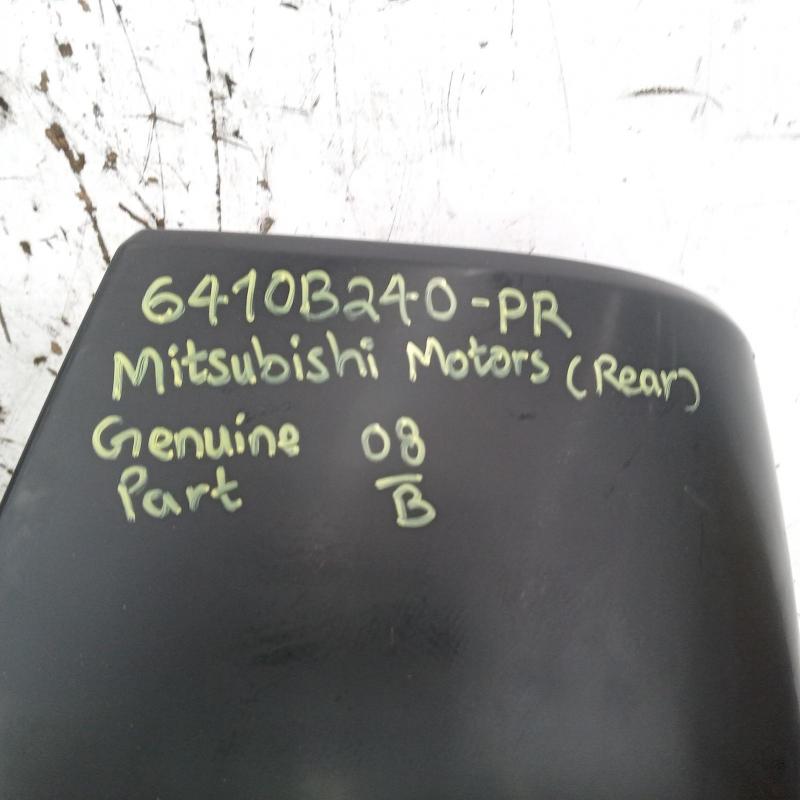 6410B240-PR
Mitsubishi Motors (Rear)
Genuine 08
Part B